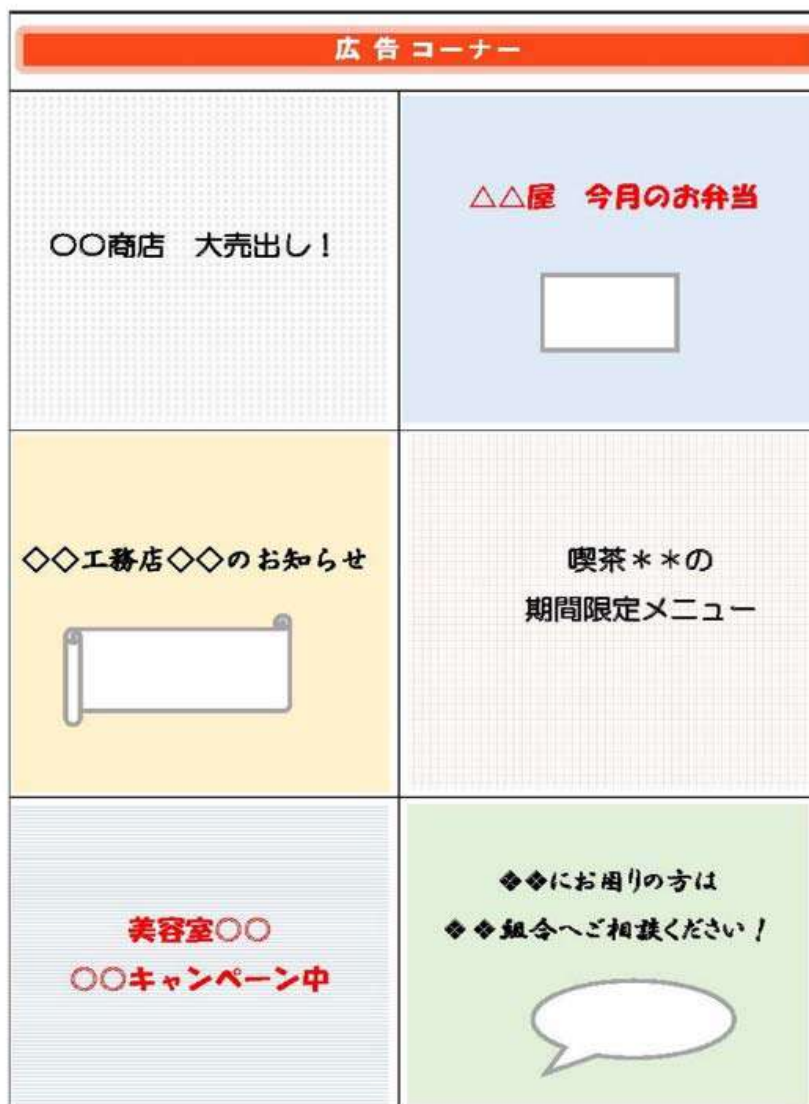 広告コーナー
〇〇商店　大売出し！
△△屋　今月のお弁当
◇◇工務店◇◇のお知らせ
喫茶＊＊の
期間限定メニュー
美容室〇〇
〇〇キャンペーン中
❖❖にお困りの方は
❖❖組合へご相談ください！